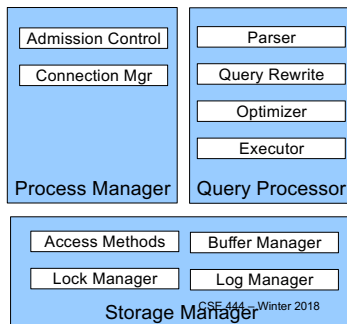 Admission Control
Connection Mgr
Process Manager
Parser
Query Rewrite
Optimizer
Executor
Query Processor
Access Methods
Buffer Manager
Lock Manager
Log Manager
Storage Manager
CSE 444 – Winter 2018